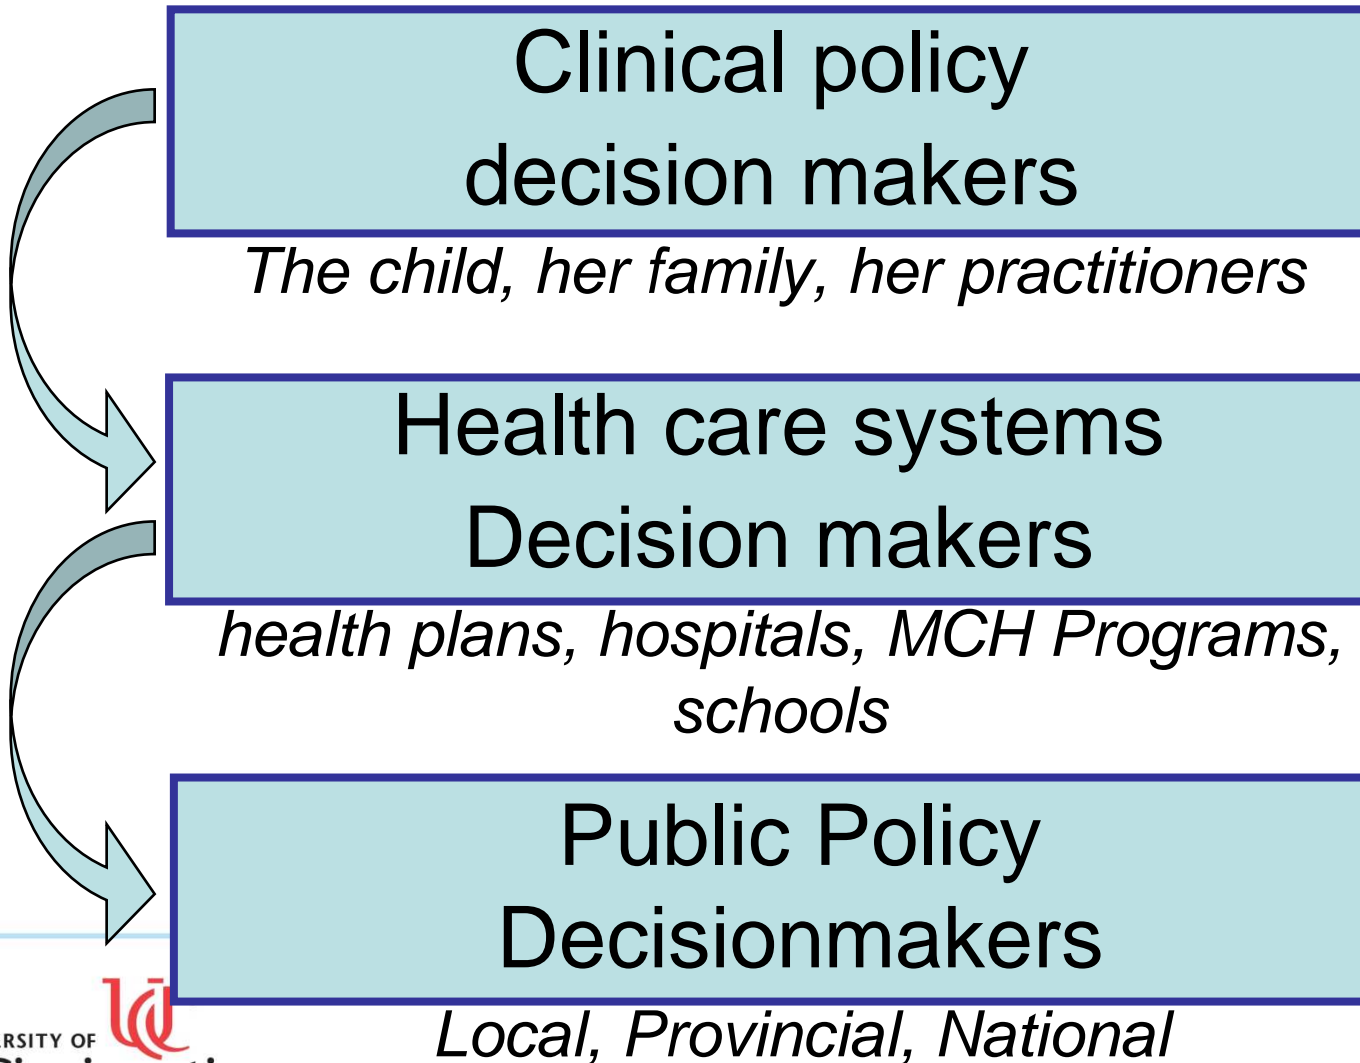 Clinical policy
decision makers
The child, her family, her practitioners
Health care systems
Decision makers
health plans, hospitals, MCH Programs,
schools
Public Policy
Decisionmakers
Local, Provincial, National
OF